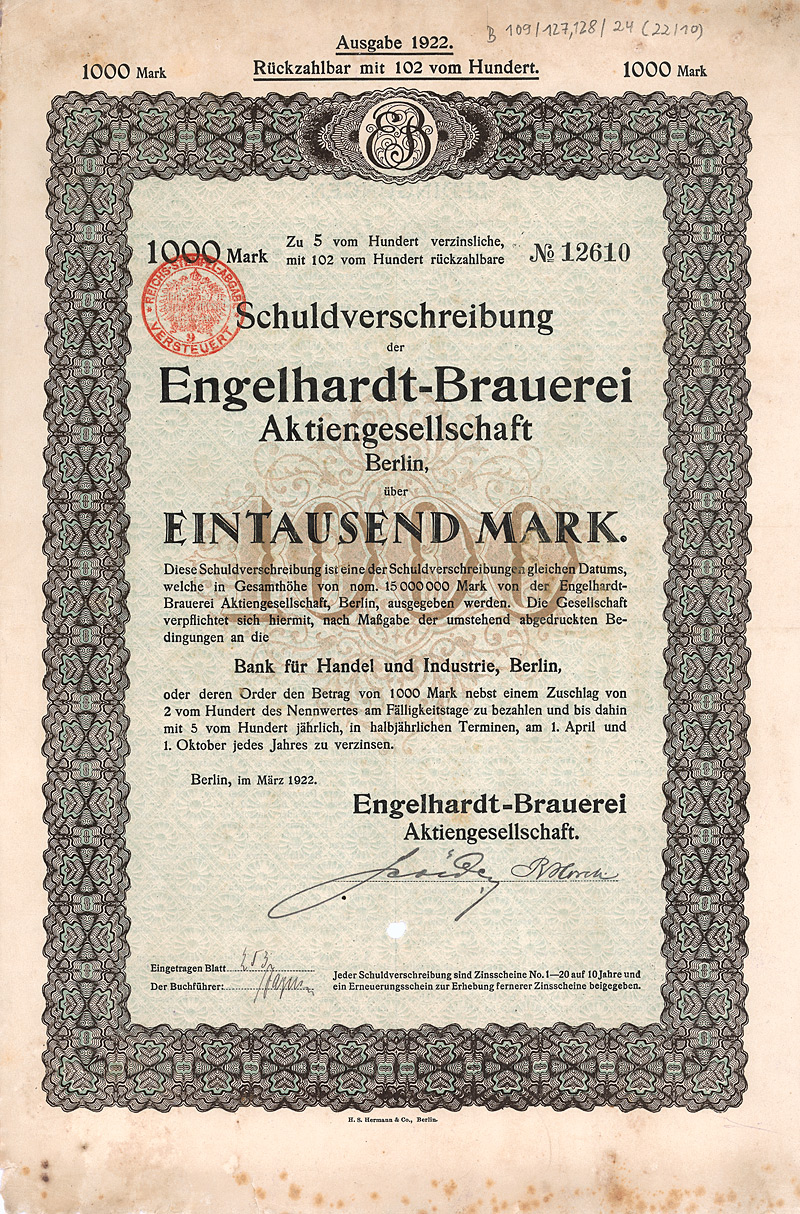 B 109/127,128/24 (22/10)
Ausgabe 1922.
1000 Mark Rückzahlbar mit 102 vom Hundert. 1000 Mark
EB
1000 Mark Zu 5 vom Hundert verzinsliche, mit 102 vom Hundert rückzahlbare № 12610
REICHS-STEMPEL-ABGABE
VERSTEUERT
9
Schuldverschreibung
der
Engelhardt-Brauerei
Aktiengesellschaft
Berlin,
über
1000
EINTAUSEND MARK.
Diese Schuldverschreibung ist eine der Schuldverschreibungen gleichen Datums,
welche in Gesamthöhe von nom. 15 000 000 Mark von der Engelhardt-
Brauerei Aktiengesellschaft, Berlin, ausgegeben werden. Die Gesellschaft
verpflichtet sich hiermit, nach Maßgabe der umstehend abgedruckten Be-
dingungen an die
Bank für Handel und Industrie, Berlin,
oder deren Order den Betrag von 1000 Mark nebst einem Zuschlag von
2 vom Hundert des Nennwertes am Fälligkeitstage zu bezahlen und bis dahin
mit 5 vom Hundert jährlich, in halbjährlichen Terminen, am 1. April und
1. Oktober jedes Jahres zu verzinsen.
Berlin, im März 1922.
Engelhardt-Brauerei
Aktiengesellschaft.
Eingetragen Blatt 253
Der Buchführer:
Jeder Schuldverschreibung sind Zinsscheine No. 1—20 auf 10 Jahre und
ein Erneuerungsschein zur Erhebung fernerer Zinsscheine beigegeben.
H. S. Hermann & Co., Berlin.